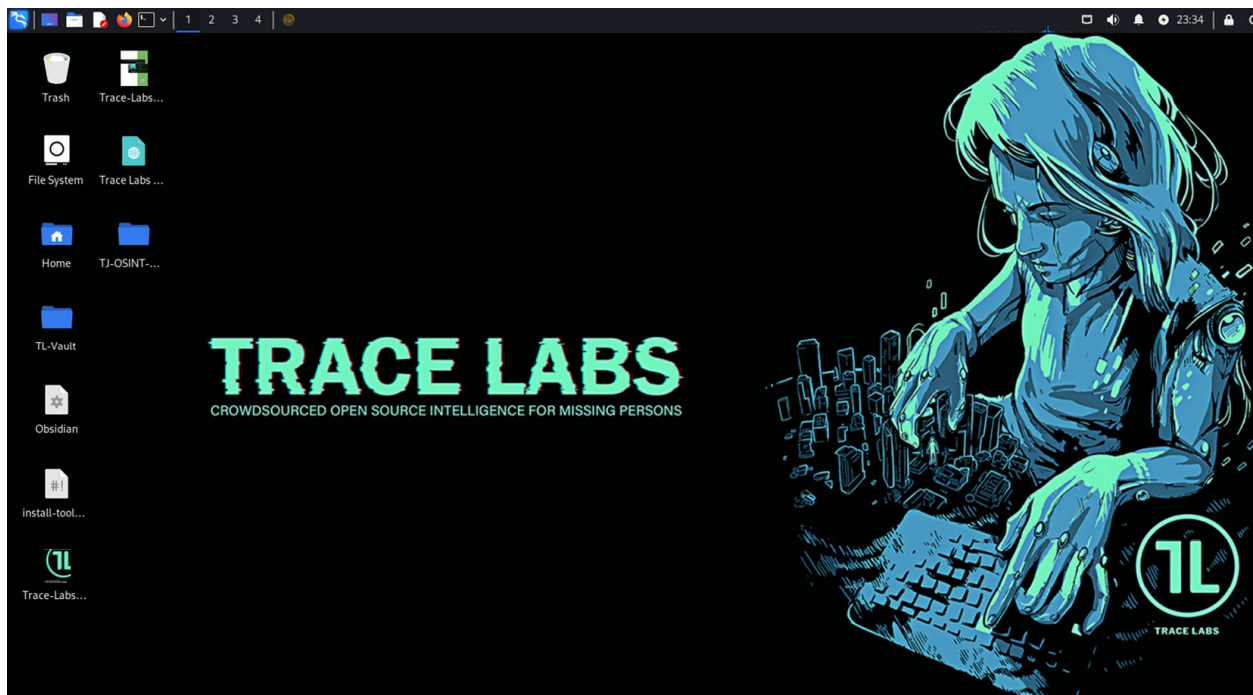 1 2 3 4
23:34
Trash
Trace-Labs...
File System
Trace Labs ...
Home
TJ-OSINT-...
TL-Vault
Obsidian
#!
install-tool...
TL
Trace-Labs...
TRACE LABS
CROWDSOURCED OPEN SOURCE INTELLIGENCE FOR MISSING PERSONS
TL
TRACE LABS